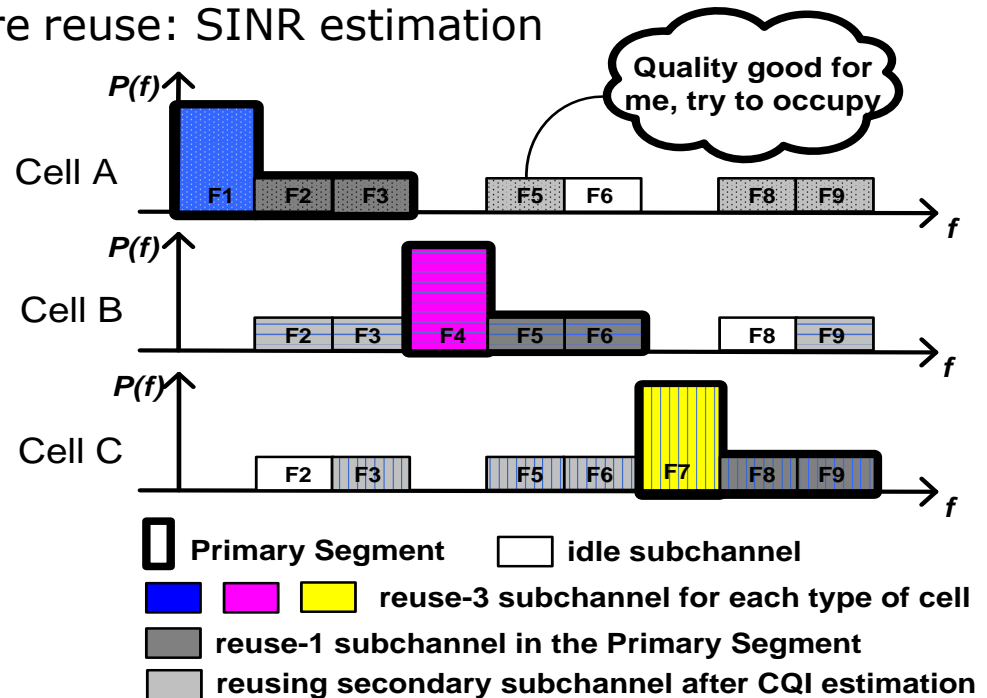 re reuse: SINR estimation
Quality good for
me, try to occupy
P(f)
Cell A
F1 F2 F3 F5 F6 F8 F9
f
P(f)
Cell B
F2 F3 F4 F5 F6 F8 F9
f
P(f)
Cell C
F2 F3 F5 F6 F7 F8 F9
f
Primary Segment idle subchannel
reuse-3 subchannel for each type of cell
reuse-1 subchannel in the Primary Segment
reusing secondary subchannel after CQI estimation